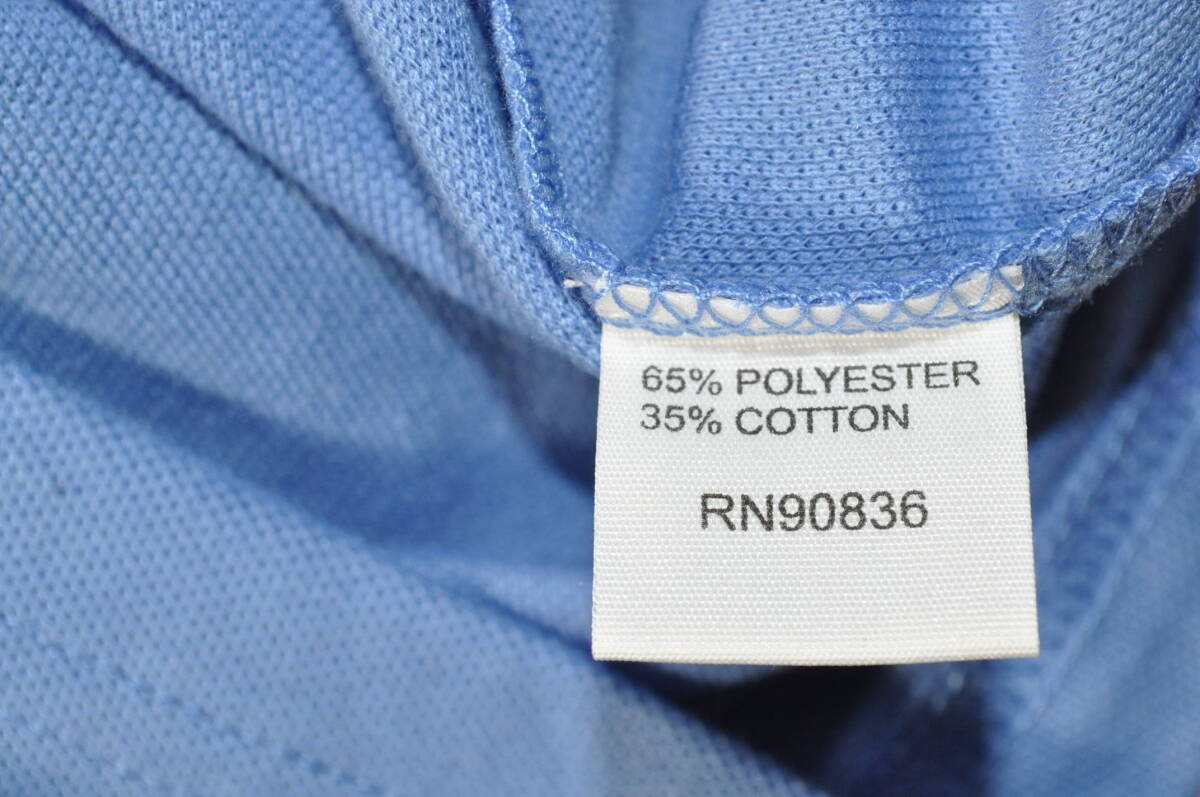 65% POLYESTER
35% COTTON
RN90836